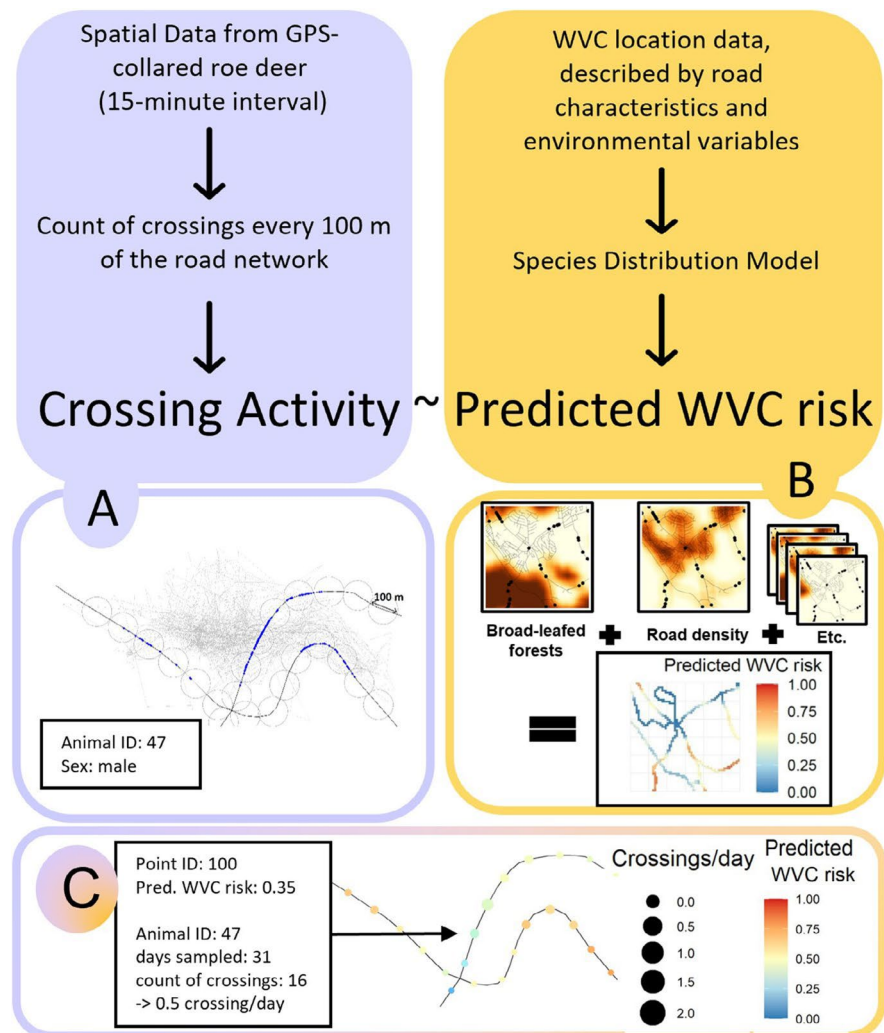 Spatial Data from GPS-
collared roe deer
(15-minute interval)
Count of crossings every 100 m
of the road network
Crossing Activity
~
WVC location data,
described by road
characteristics and
environmental variables
Species Distribution Model
Predicted WVC risk
A
100 m
Animal ID: 47
Sex: male
B
Broad-leafed
forests
+
Road density
+
Etc.
=
Predicted WVC risk
1.00
0.75
0.50
0.25
0.00
C
Point ID: 100
Pred. WVC risk: 0.35
Animal ID: 47
days sampled: 31
count of crossings: 16
-> 0.5 crossing/day
Crossings/day
0.0
0.5
1.0
1.5
2.0
Predicted
WVC risk
1.00
0.75
0.50
0.25
0.00